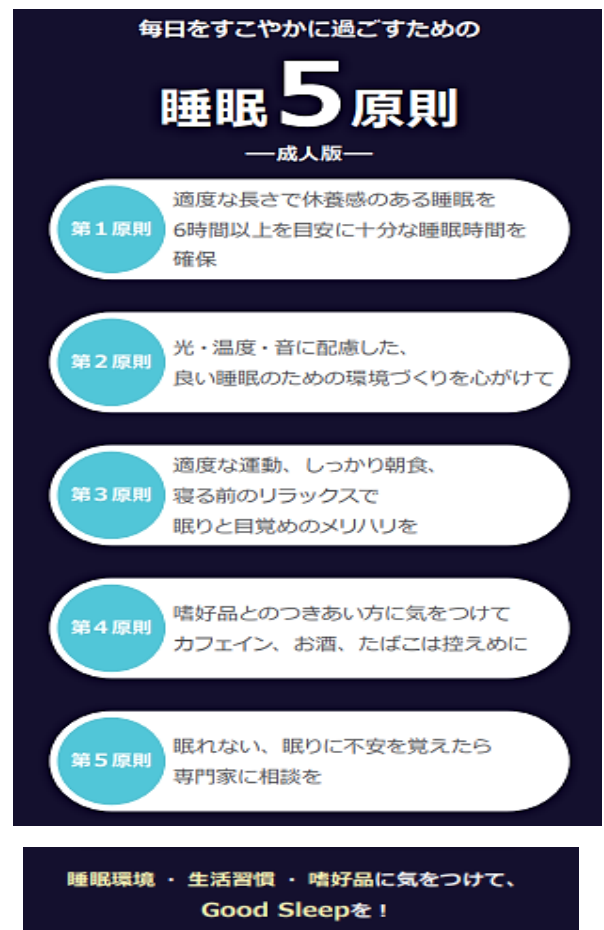 毎日をすこやかに過ごすための
睡眠5原則
──成人版──
第1原則
適度な長さで休養感のある睡眠を
6時間以上を目安に十分な睡眠時間を
確保
第2原則
光・温度・音に配慮した、
良い睡眠のための環境づくりを心がけて
第3原則
適度な運動、しっかり朝食、
寝る前のリラックスで
眠りと目覚めのメリハリを
第4原則
嗜好品とのつきあい方に気をつけて
カフェイン、お酒、たばこは控えめに
第5原則
眠れない、眠りに不安を覚えたら
専門家に相談を
睡眠環境・生活習慣・嗜好品に気をつけて、
Good Sleepを！